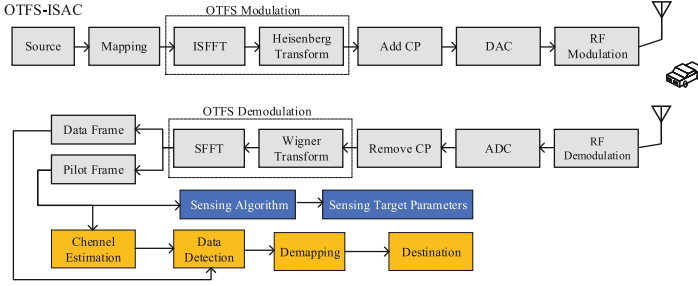 OTFS-ISAC
OTFS Modulation
Source
Mapping
ISFFT
Heisenberg
Transform
Add CP
DAC
RF
Modulation
OTFS Demodulation
Data Frame
Pilot Frame
SFFT
Wigner
Transform
Remove CP
ADC
RF
Demodulation
Sensing Algorithm
Sensing Target Parameters
Chennel
Estimation
Data
Detection
Demapping
Destination